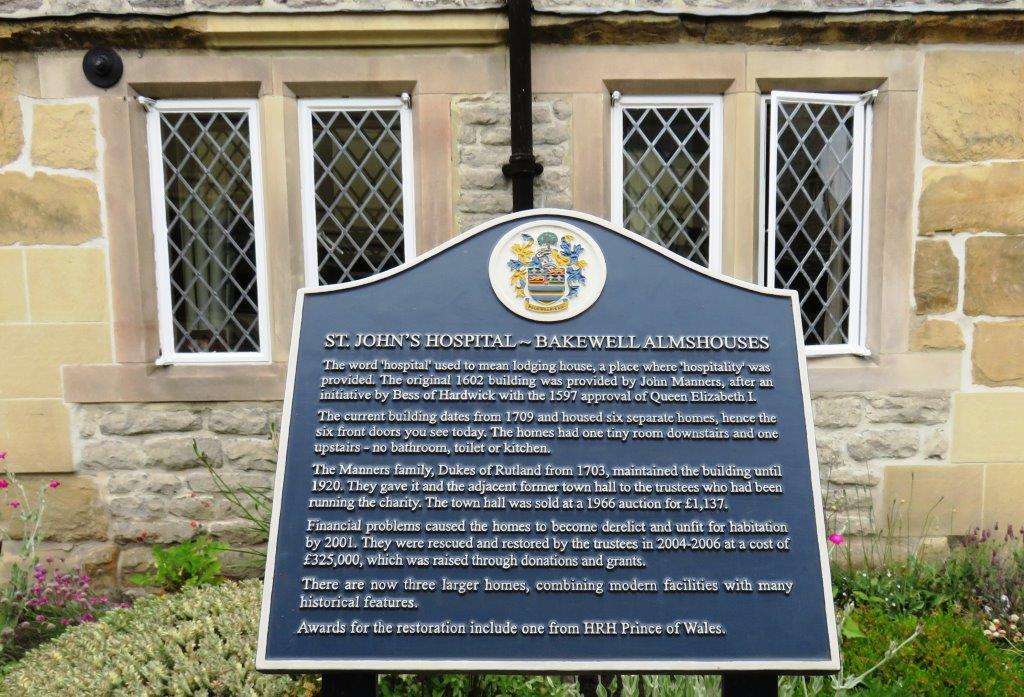 ST. JOHN'S HOSPITAL ~ BAKEWELL ALMSHOUSES
The word 'hospital' used to mean lodging house, a place where 'hospitality' was
provided. The original 1602 building was provided by John Manners, after an
initiative by Bess of Hardwick with the 1597 approval of Queen Elizabeth I.
The current building dates from 1709 and housed six separate homes, hence the
six front doors you see today. The homes had one tiny room downstairs and one
upstairs - no bathroom, toilet or kitchen.
The Manners family, Dukes of Rutland from 1703, maintained the building until
1920. They gave it and the adjacent former town hall to the trustees who had been
running the charity. The town hall was sold at a 1966 auction for £1,137.
Financial problems caused the homes to become derelict and unfit for habitation
by 2001. They were rescued and restored by the trustees in 2004-2006 at a cost of
£325,000, which was raised through donations and grants.
There are now three larger homes, combining modern facilities with many
historical features.
Awards for the restoration include one from HRH Prince of Wales.